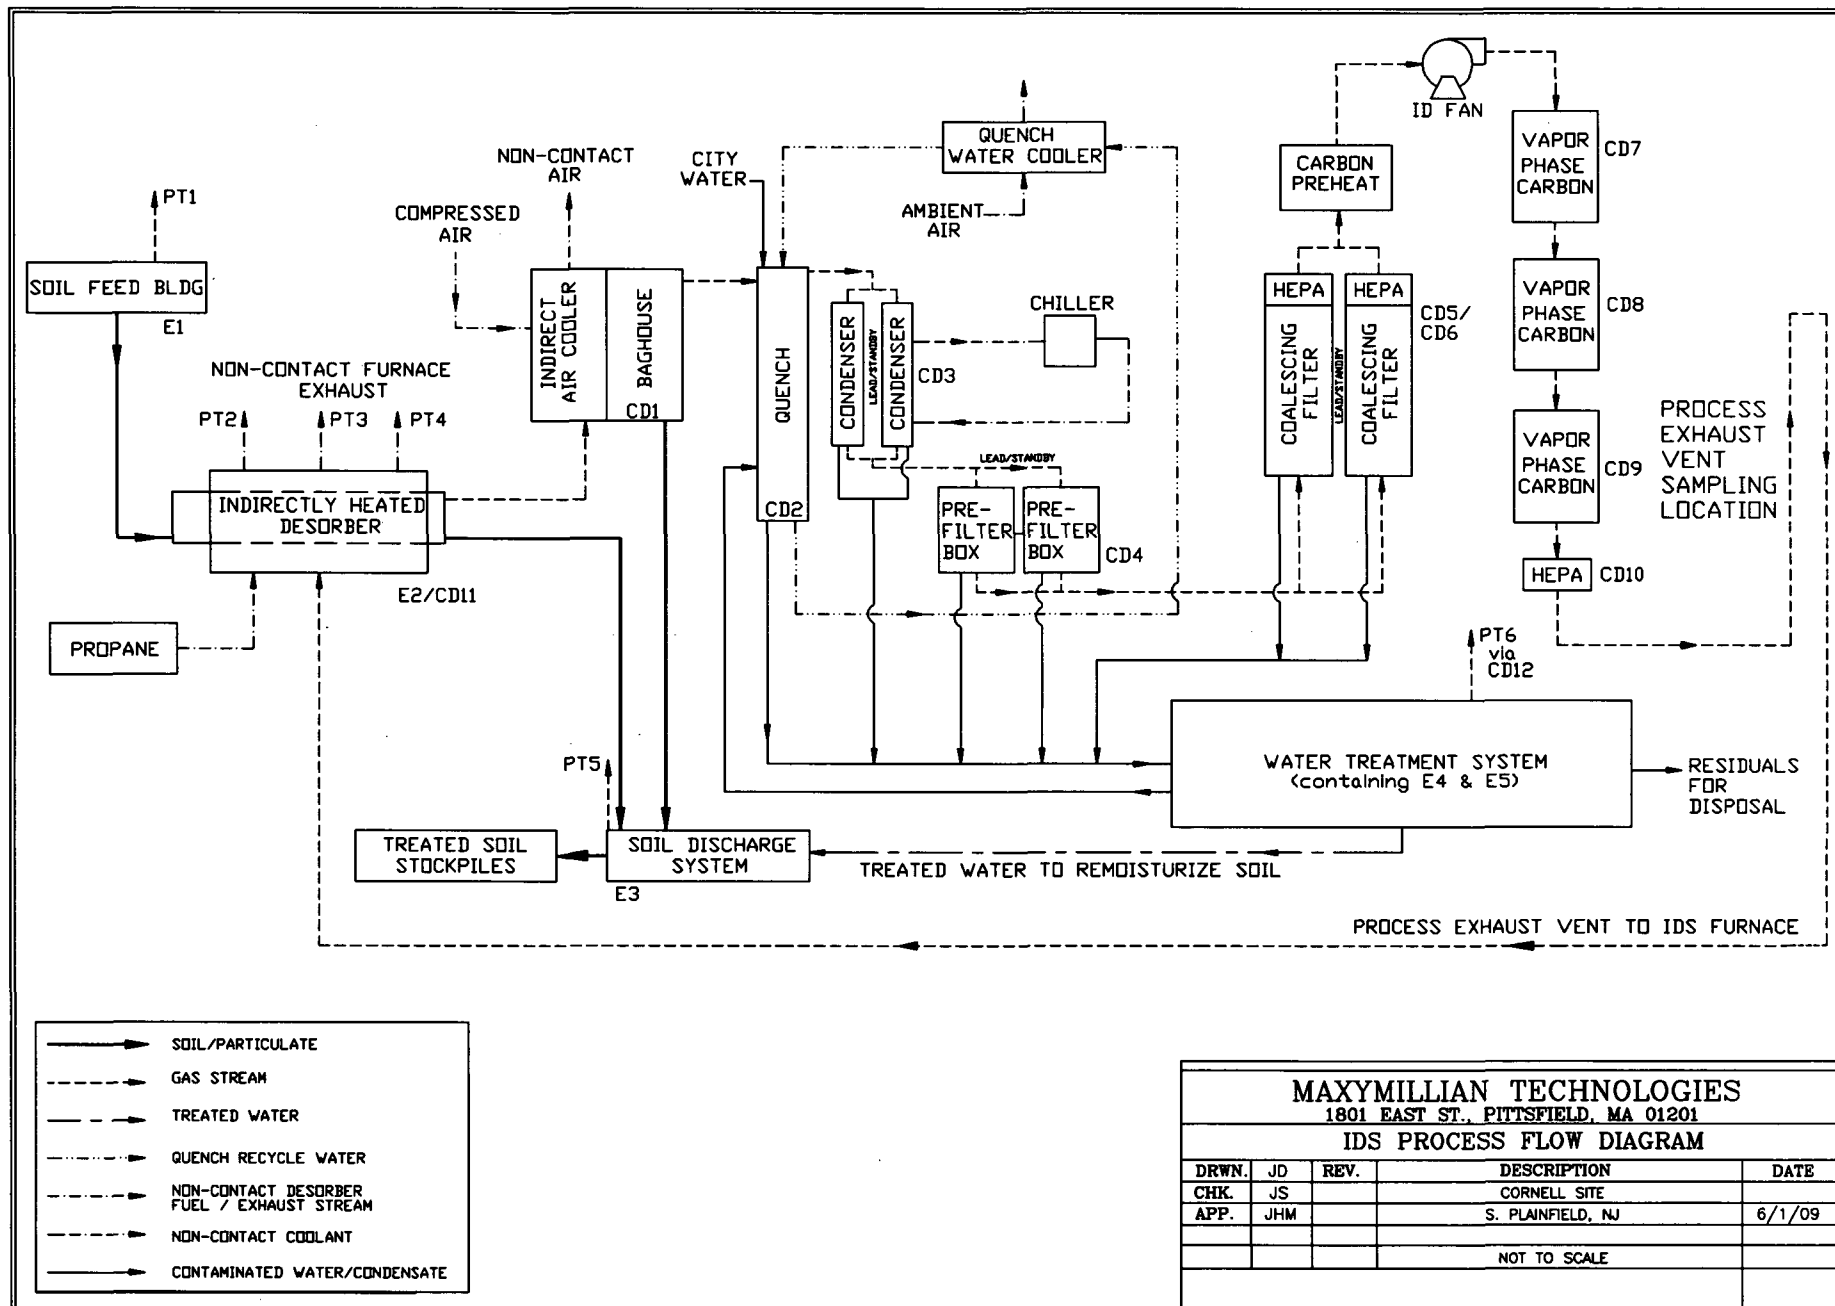 ID FAN
VAPOR
PHASE
CARBON
CD7
QUENCH
WATER COOLER
NON-CONTACT
AIR
CITY
WATER
CARBON
PREHEAT
PT1
COMPRESSED
AIR
AMBIENT
AIR
SOIL FEED BLDG
E1
INDIRECT
AIR COOLER
BAGHOUSE
CD1
QUENCH
CD2
CONDENSER
LEAD/STANDBY
CONDENSER
CD3
CHILLER
HEPA
COALESCING
FILTER
LEAD/STANDBY
HEPA
COALESCING
FILTER
CD5/
CD6
VAPOR
PHASE
CARBON
CD8
NON-CONTACT FURNACE
EXHAUST
PT2
PT3
PT4
INDIRECTLY HEATED
DESORBER
E2/CD11
LEAD/STANDBY
PRE-
FILTER
BOX
PRE-
FILTER
BOX
CD4
VAPOR
PHASE
CARBON
CD9
PROCESS
EXHAUST
VENT
SAMPLING
LOCATION
HEPA
CD10
PROPANE
PT6
via
CD12
PT5
WATER TREATMENT SYSTEM
(containing E4 & E5)
RESIDUALS
FOR
DISPOSAL
TREATED SOIL
STOCKPILES
SOIL DISCHARGE
SYSTEM
E3
TREATED WATER TO REMOISTURIZE SOIL
PROCESS EXHAUST VENT TO IDS FURNACE
SOIL/PARTICULATE
GAS STREAM
TREATED WATER
QUENCH RECYCLE WATER
NON-CONTACT DESORBER
FUEL / EXHAUST STREAM
NON-CONTACT COOLANT
CONTAMINATED WATER/CONDENSATE
MAXYMILLIAN TECHNOLOGIES
1801 EAST ST., PITTSFIELD, MA 01201
IDS PROCESS FLOW DIAGRAM
DRWN. JD REV. DESCRIPTION DATE
CHK. JS CORNELL SITE
APP. JHM S. PLAINFIELD, NJ 6/1/09
NOT TO SCALE